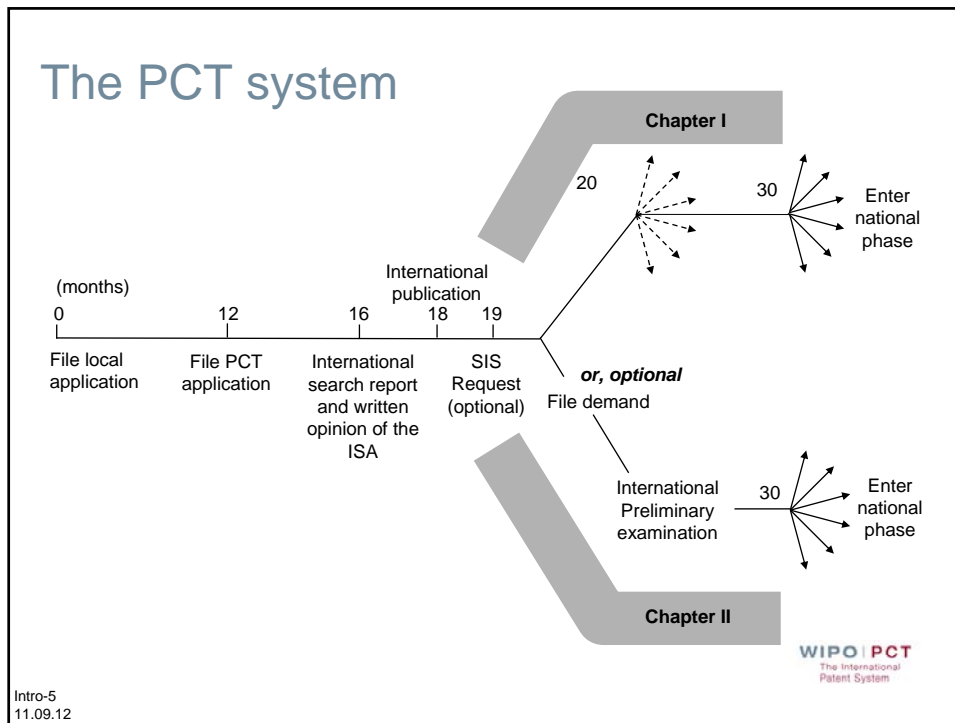 The PCT system
Chapter I
20
30
Enter
national
phase
International
publication
(months)
0
12
16
18
19
File local
application
File PCT
application
International
search report
and written
opinion of the
ISA
SIS
Request
(optional)
or, optional
File demand
International
Preliminary
examination
30
Enter
national
phase
Chapter II
WIPO|PCT
The International
Patent System
Intro-5
11.09.12